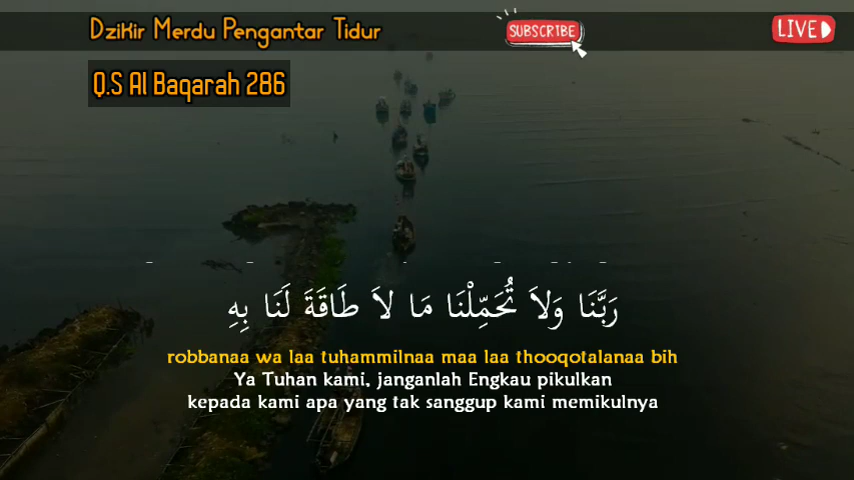 Dzikir Merdu Pengantar Tidur
SUBSCRIBE
LIVE
Q.S Al Baqarah 286
رَبَّنَا وَلاَ تُحَمِّلْنَا مَا لاَ طَاقَةَ لَنَا بِهِ
robbanaa wa laa tuhammilnaa maa laa thooqotalanaa bih
Ya Tuhan kami, janganlah Engkau pikulkan
kepada kami apa yang tak sanggup kami memikulnya